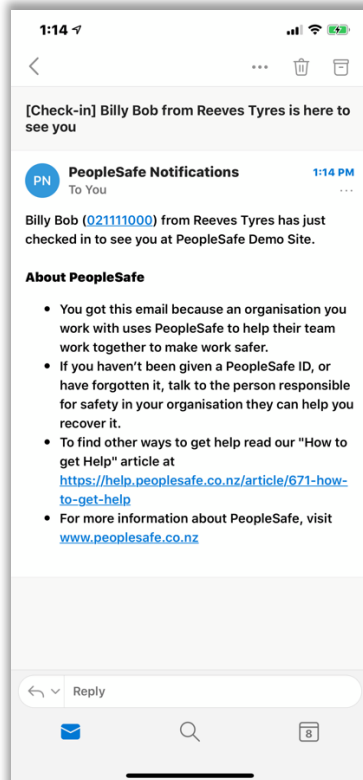 1:14
[Check-in] Billy Bob from Reeves Tyres is here to
see you
PN
PeopleSafe Notifications
1:14 PM
To You
Billy Bob (021111000) from Reeves Tyres has just
checked in to see you at PeopleSafe Demo Site.
About PeopleSafe
• You got this email because an organisation you
work with uses PeopleSafe to help their team
work together to make work safer.
• If you haven't been given a PeopleSafe ID, or
have forgotten it, talk to the person responsible
for safety in your organisation they can help you
recover it.
• To find other ways to get help read our "How to
get Help" article at
https://help.peoplesafe.co.nz/article/671-how-
to-get-help
• For more information about PeopleSafe, visit
www.peoplesafe.co.nz
Reply
8